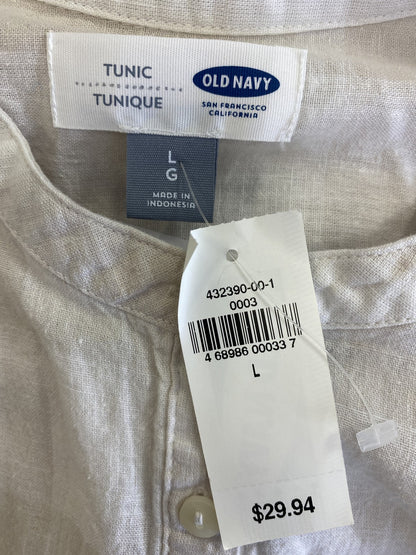 TUNIC
TUNIQUE
OLD NAVY
SAN FRANCISCO
CALIFORNIA
L
G
MADE IN
INDONESIA
432390-00-1
0003
4 68986 00033 7
L
$29.94